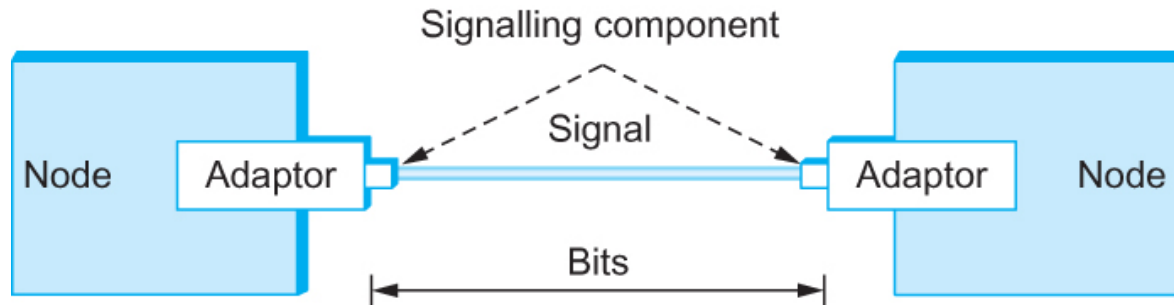 Signalling component
Signal
Node
Adaptor
Adaptor
Node
Bits